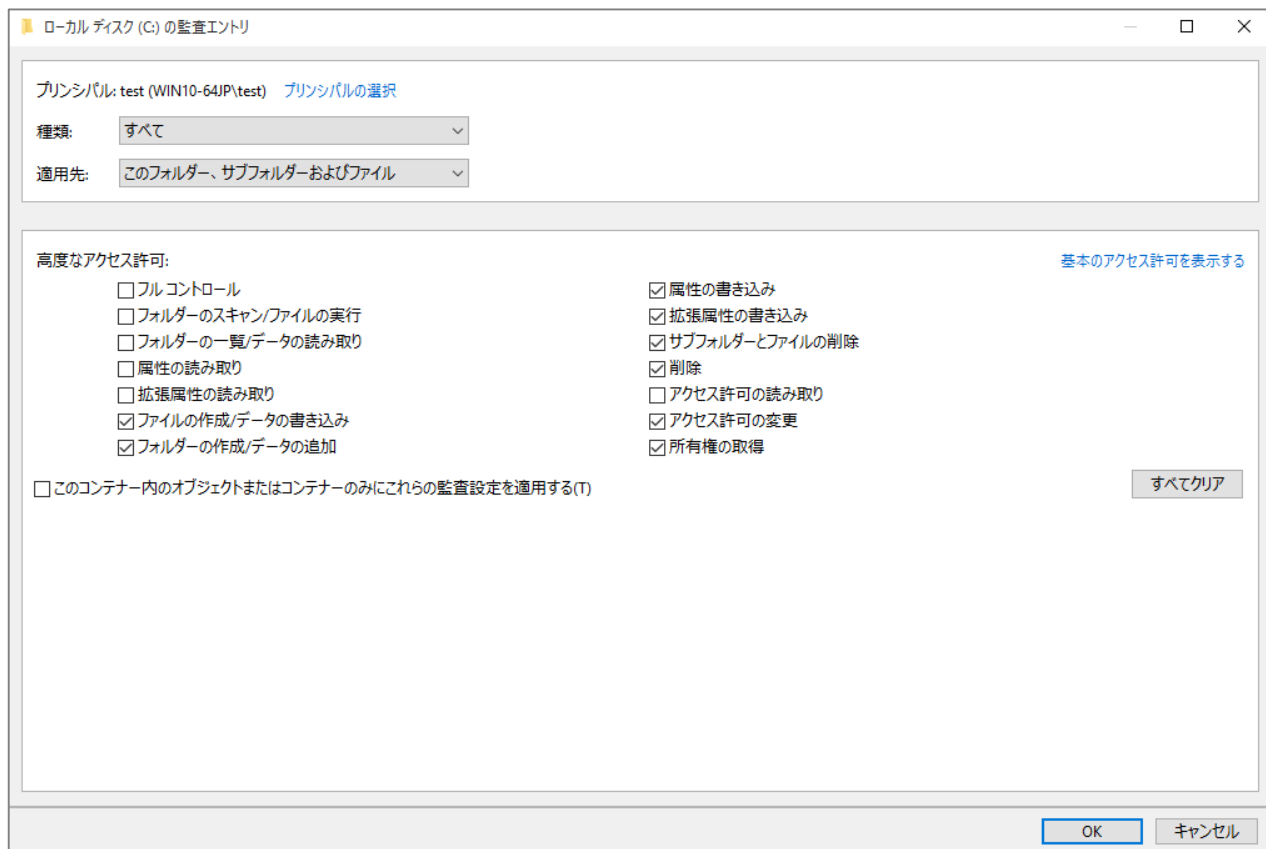 ローカル ディスク (C:) の監査エントリ
プリンシパル: test (WIN10-64JP\test) プリンシパルの選択
種類: すべて
適用先: このフォルダー、サブフォルダーおよびファイル
高度なアクセス許可: 基本のアクセス許可を表示する
フル コントロール
フォルダーのスキャン/ファイルの実行
フォルダーの一覧/データの読み取り
属性の読み取り
拡張属性の読み取り
ファイルの作成/データの書き込み
フォルダーの作成/データの追加
属性の書き込み
拡張属性の書き込み
サブフォルダーとファイルの削除
削除
アクセス許可の読み取り
アクセス許可の変更
所有権の取得
このコンテナー内のオブジェクトまたはコンテナーのみにこれらの監査設定を適用する(T)
すべてクリア
OK キャンセル